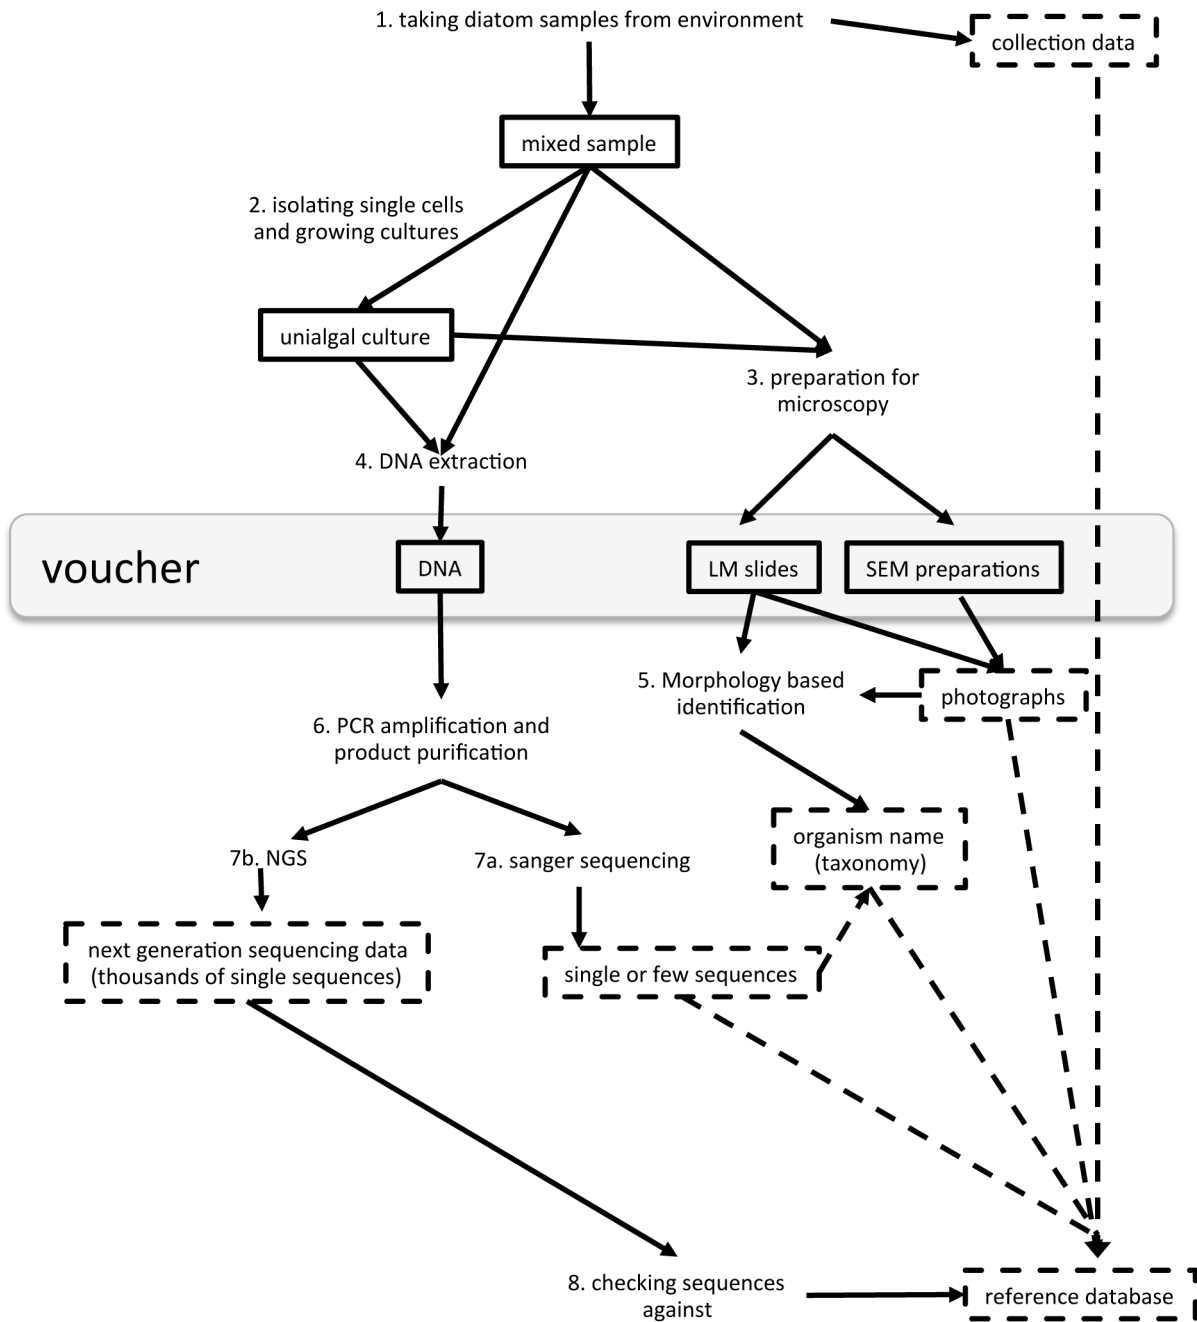 1. taking diatom samples from environment
collection data
mixed sample
2. isolating single cells
and growing cultures
unialgal culture
3. preparation for
microscopy
4. DNA extraction
voucher
DNA
LM slides
SEM preparations
5. Morphology based
identification
photographs
6. PCR amplification and
product purification
organism name
(taxonomy)
7b. NGS
7a. sanger sequencing
next generation sequencing data
(thousands of single sequences)
single or few sequences
8. checking sequences
against
reference database